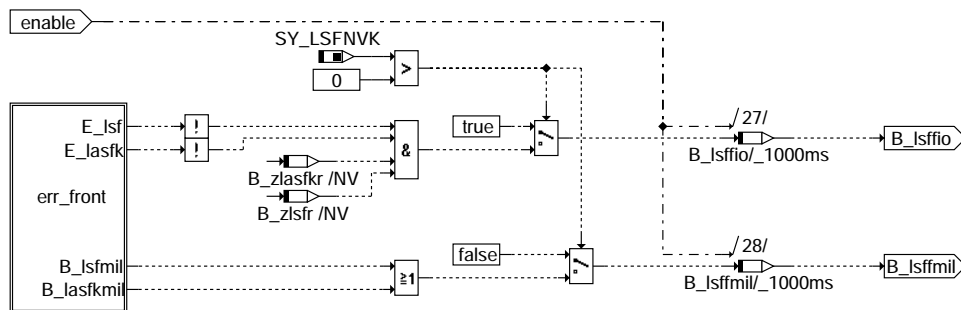 enable
SY_LSFNVK
0
>
E_lsf
!
E_lasfk
!
true
/27/
B_lsffio
B_lsffio/_1000ms
&
B_zlasfkr /NV
err_front
B_zlsfr /NV
/28/
false
B_lsfmil
B_lsffmil
B_lasfkmil
≥1
B_lsffmil/_1000ms